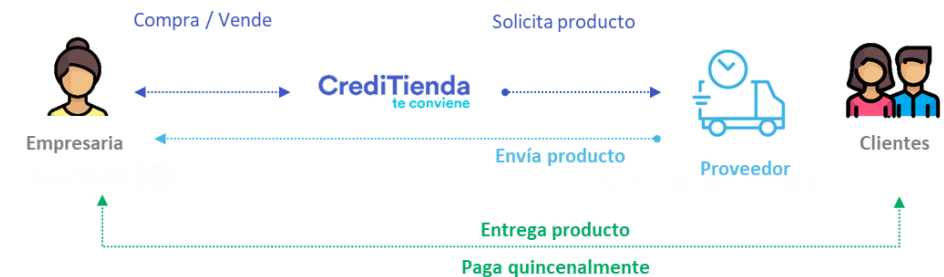 Compra / Vende
Solicita producto
CrediTienda
te conviene
Empresaria
Envía producto
Proveedor
Clientes
Entrega producto
Paga quincenalmente